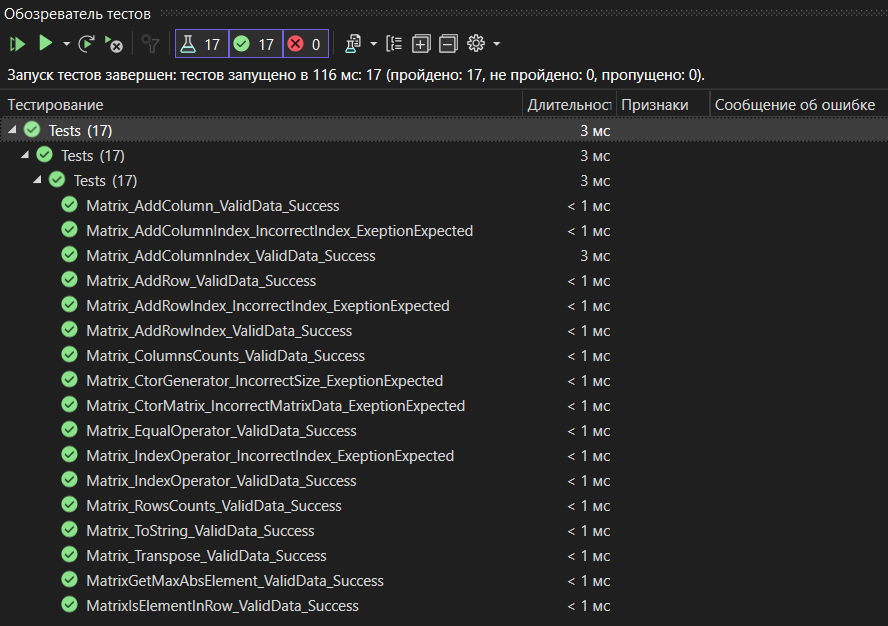 Обозреватель тестов
17 17 0
Запуск тестов завершен: тестов запущено в 116 мс: 17 (пройдено: 17, не пройдено: 0, пропущено: 0).
Тестирование Длительност Признаки Сообщение об ошибке
Tests (17) 3 мс
Tests (17) 3 мс
Tests (17) 3 мс
Matrix_AddColumn_ValidData_Success < 1 мс
Matrix_AddColumnIndex_IncorrectIndex_ExeptionExpected < 1 мс
Matrix_AddColumnIndex_ValidData_Success 3 мс
Matrix_AddRow_ValidData_Success < 1 мс
Matrix_AddRowIndex_IncorrectIndex_ExeptionExpected < 1 мс
Matrix_AddRowIndex_ValidData_Success < 1 мс
Matrix_ColumnsCounts_ValidData_Success < 1 мс
Matrix_CtorGenerator_IncorrectSize_ExeptionExpected < 1 мс
Matrix_CtorMatrix_IncorrectMatrixData_ExeptionExpected < 1 мс
Matrix_EqualOperator_ValidData_Success < 1 мс
Matrix_IndexOperator_IncorrectIndex_ExeptionExpected < 1 мс
Matrix_IndexOperator_ValidData_Success < 1 мс
Matrix_RowsCounts_ValidData_Success < 1 мс
Matrix_ToString_ValidData_Success < 1 мс
Matrix_Transpose_ValidData_Success < 1 мс
MatrixGetMaxAbsElement_ValidData_Success < 1 мс
MatrixIsElementInRow_ValidData_Success < 1 мс